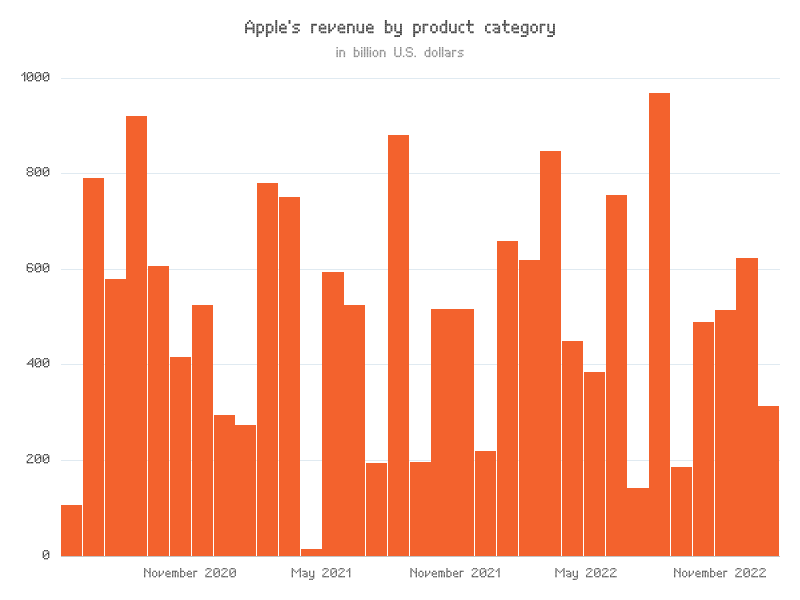 Apple's revenue by product category
in billion U.S. dollars
1000
800
600
400
200
0
November 2020 May 2021 November 2021 May 2022 November 2022